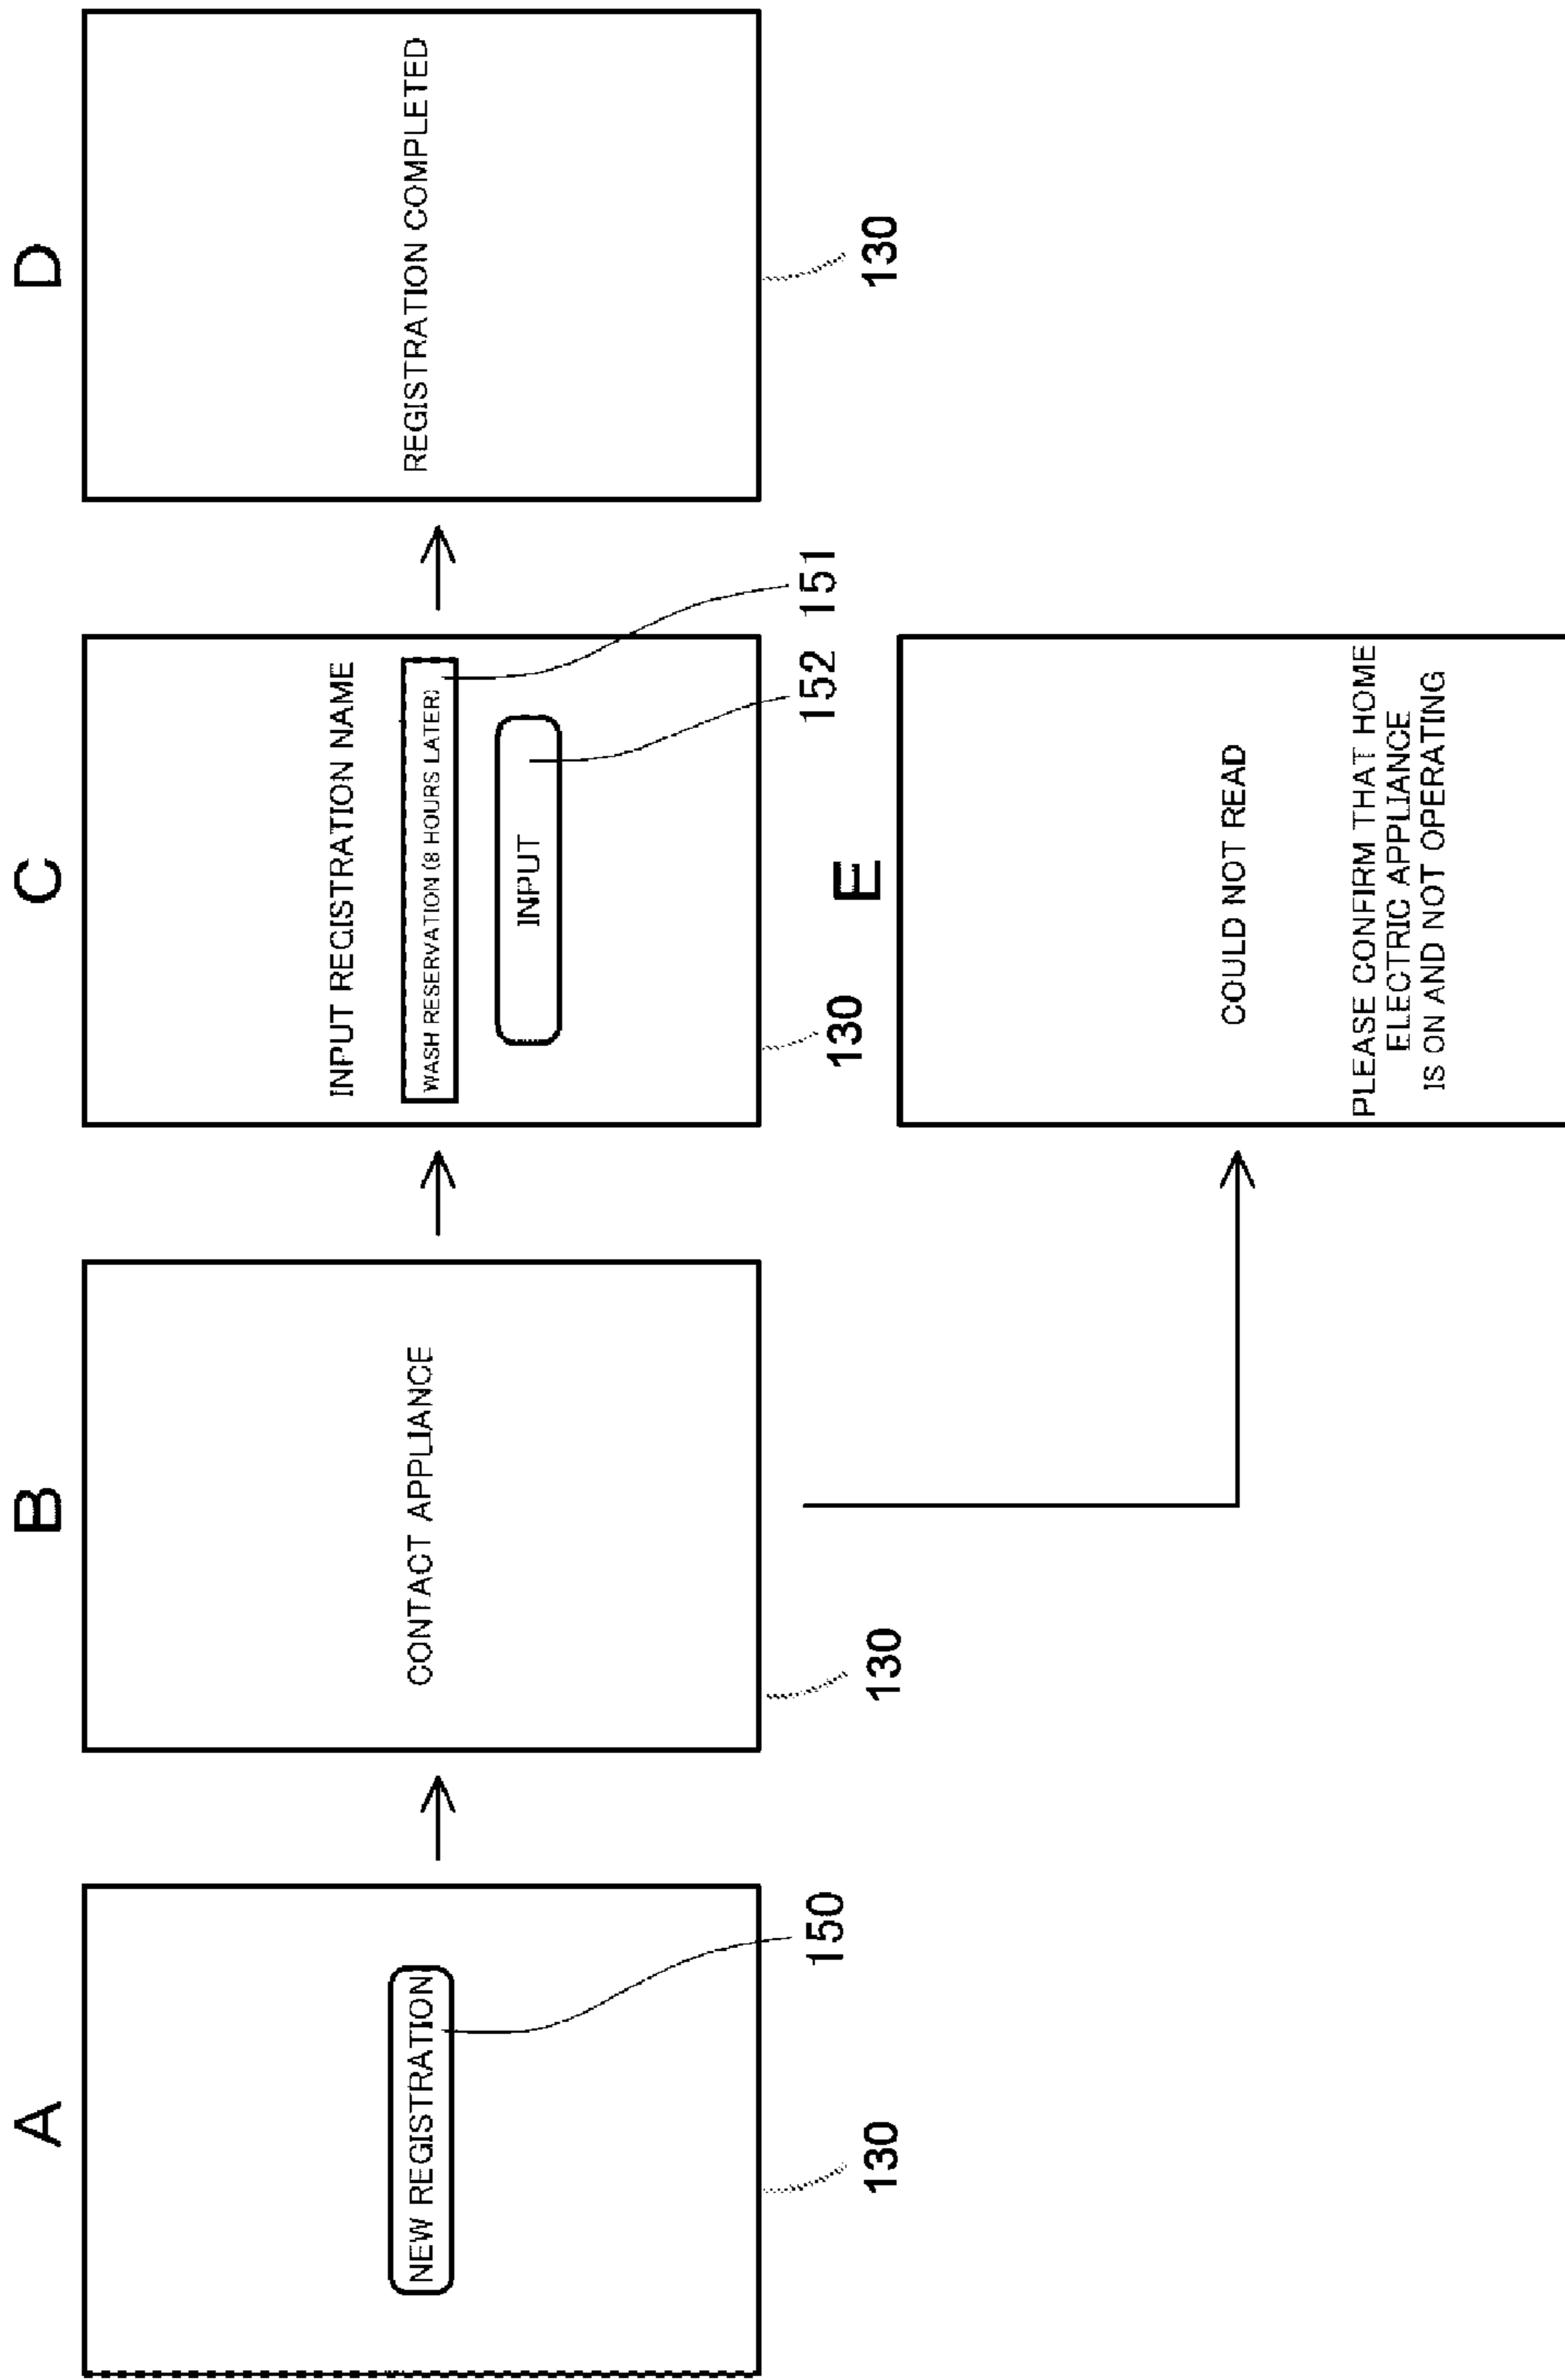 A
NEW REGISTRATION
150
130
B
CONTACT APPLIANCE
130
C
INPUT REGISTRATION NAME
WASH RESERVATION (8 HOURS LATER)
INPUT
151
152
130
D
REGISTRATION COMPLETED
130
E
COULD NOT READ
PLEASE CONFIRM THAT HOME
ELECTRIC APPLIANCE
IS ON AND NOT OPERATING